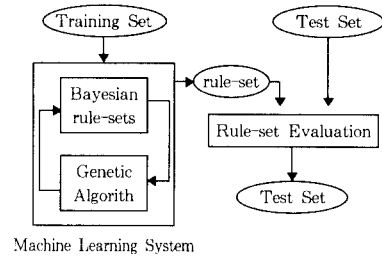 Training Set
Test Set
Bayesian
rule-sets
rule-set
Rule-set Evaluation
Genetic
Algorith
Test Set
Machine Learning System